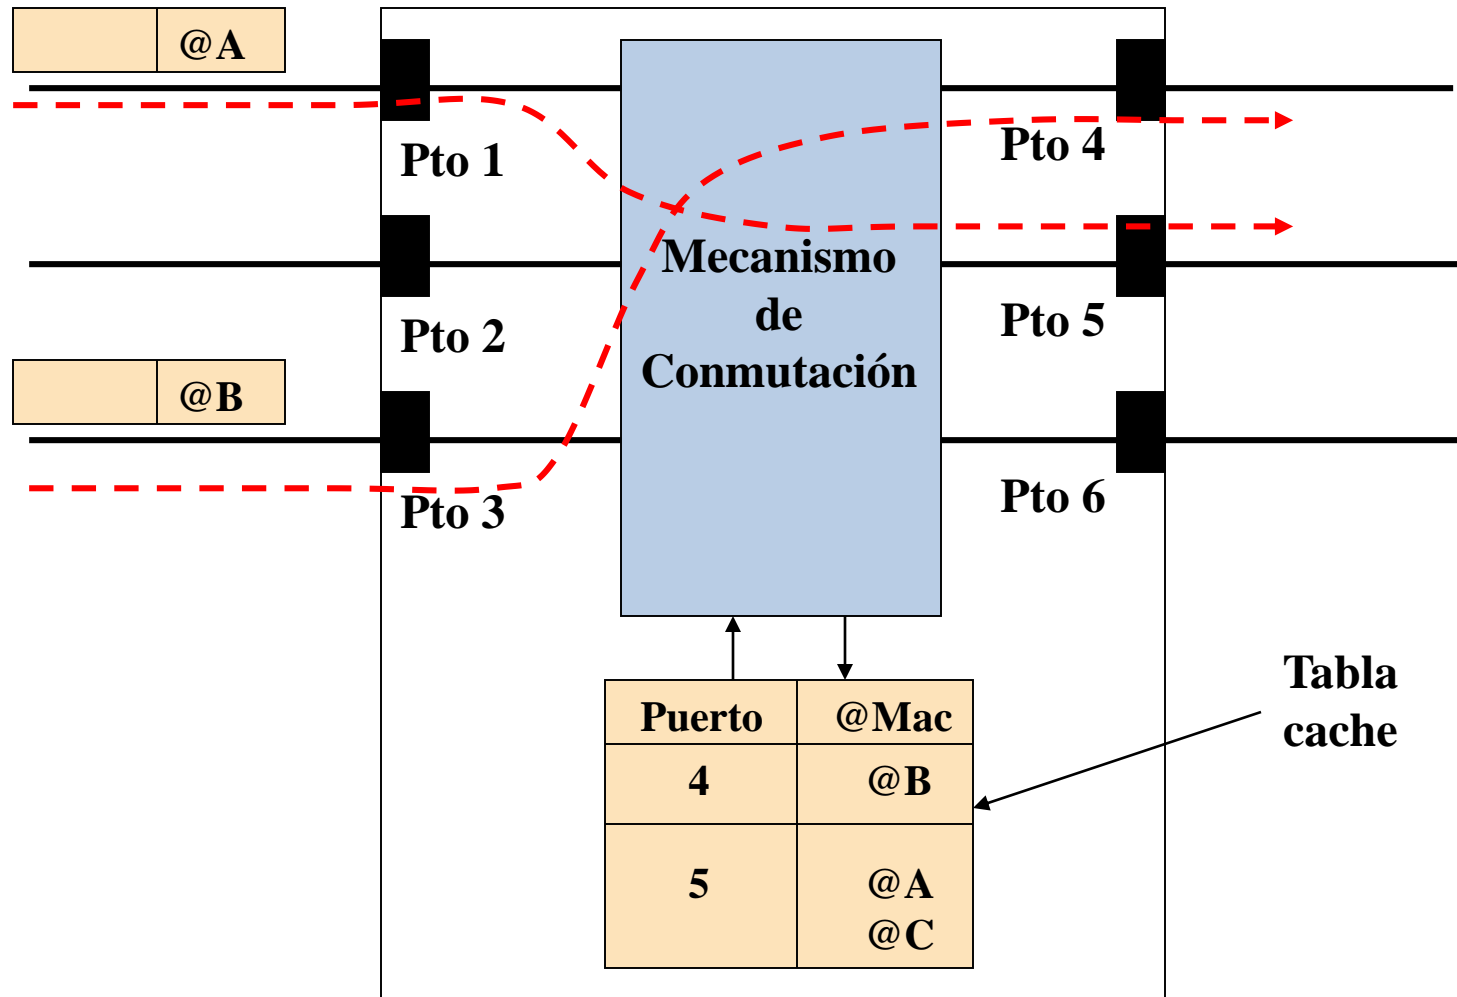 @A
Pto 1
Pto 4
Mecanismo
de
Conmutación
Pto 2
Pto 5
@B
Pto 3
Pto 6
Puerto
@Mac
4
@B
5
@A
@C
Tabla
cache